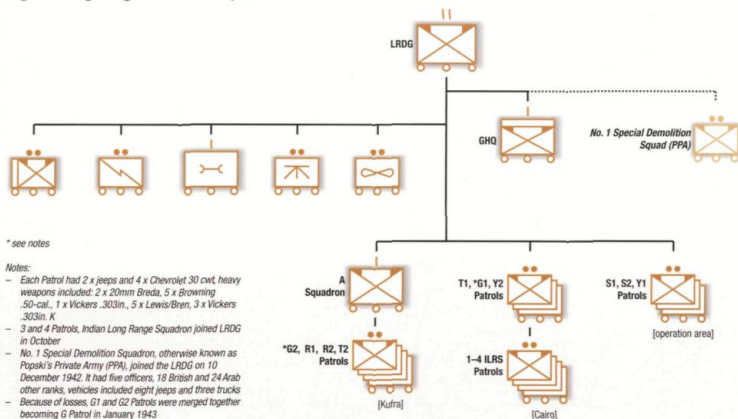 LRDG
GHQ
No. 1 Special Demolition
Squad (PPA)
* see notes
Notes:
– Each Patrol had 2 x jeeps and 4 x Chevrolet 30 cwt, heavy
weapons included: 2 x 20mm Breda, 5 x Browning
.50-cal., 1 x Vickers .303in., 5 x Lewis/Bren, 3 x Vickers
.303in. K
– 3 and 4 Patrols, Indian Long Range Squadron joined LRDG
in October
– No. 1 Special Demolition Squadron, otherwise known as
Popski's Private Army (PPA), joined the LRDG on 10
December 1942. It had five officers, 18 British and 24 Arab
other ranks, vehicles included eight jeeps and three trucks
– Because of losses, G1 and G2 Patrols were merged together
becoming G Patrol in January 1943
A
Squadron
*G2, R1, R2, T2
Patrols
[Kufra]
T1, *G1, Y2
Patrols
1–4 ILRS
Patrols
[Cairo]
S1, S2, Y1
Patrols
[operation area]